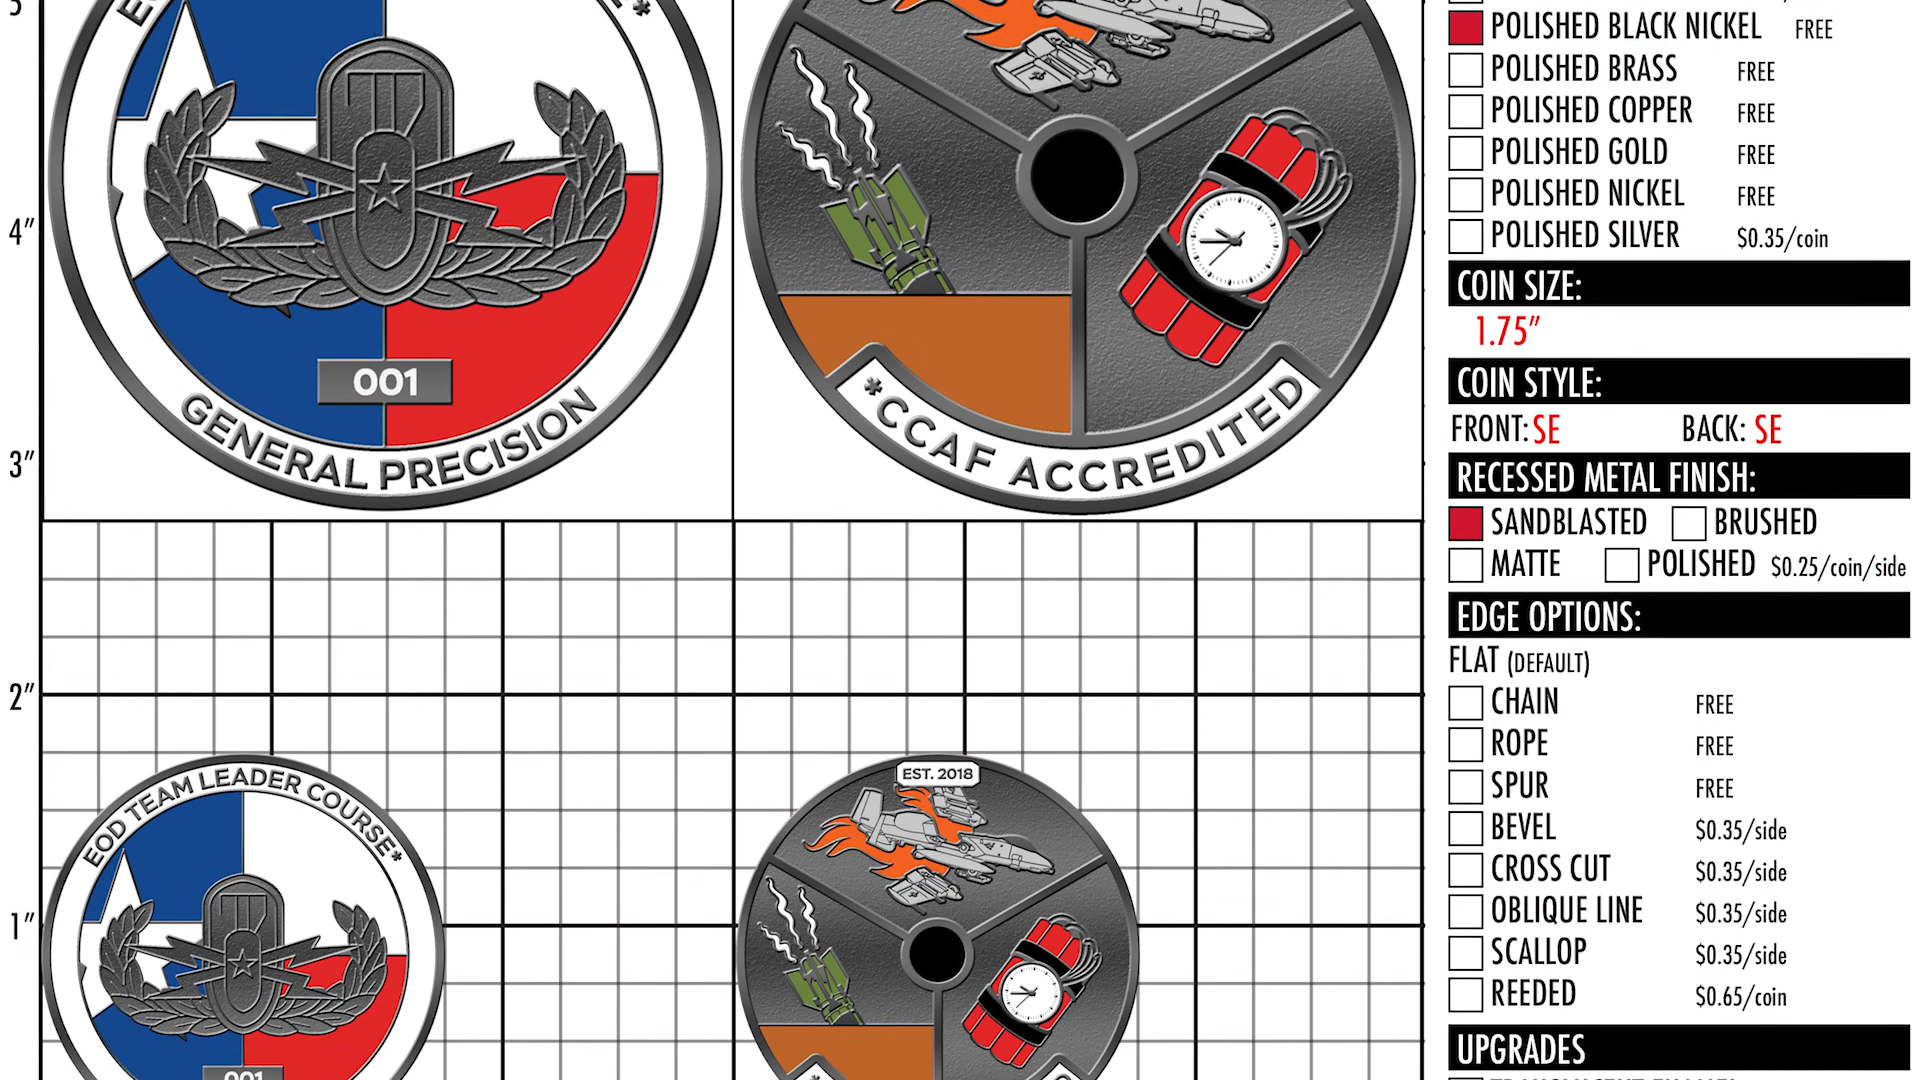 5"
4"
3"
2"
1"
GENERAL PRECISION
001
*CCAF ACCREDITED
EOD TEAM LEADER COURSE*
001
EST. 2018
POLISHED BLACK NICKEL FREE
POLISHED BRASS FREE
POLISHED COPPER FREE
POLISHED GOLD FREE
POLISHED NICKEL FREE
POLISHED SILVER $0.35/coin
COIN SIZE:
1.75"
COIN STYLE:
FRONT: SE BACK: SE
RECESSED METAL FINISH:
SANDBLASTED BRUSHED
MATTE POLISHED $0.25/coin/side
EDGE OPTIONS:
FLAT (DEFAULT)
CHAIN FREE
ROPE FREE
SPUR FREE
BEVEL $0.35/side
CROSS CUT $0.35/side
OBLIQUE LINE $0.35/side
SCALLOP $0.35/side
REEDED $0.65/coin
UPGRADES